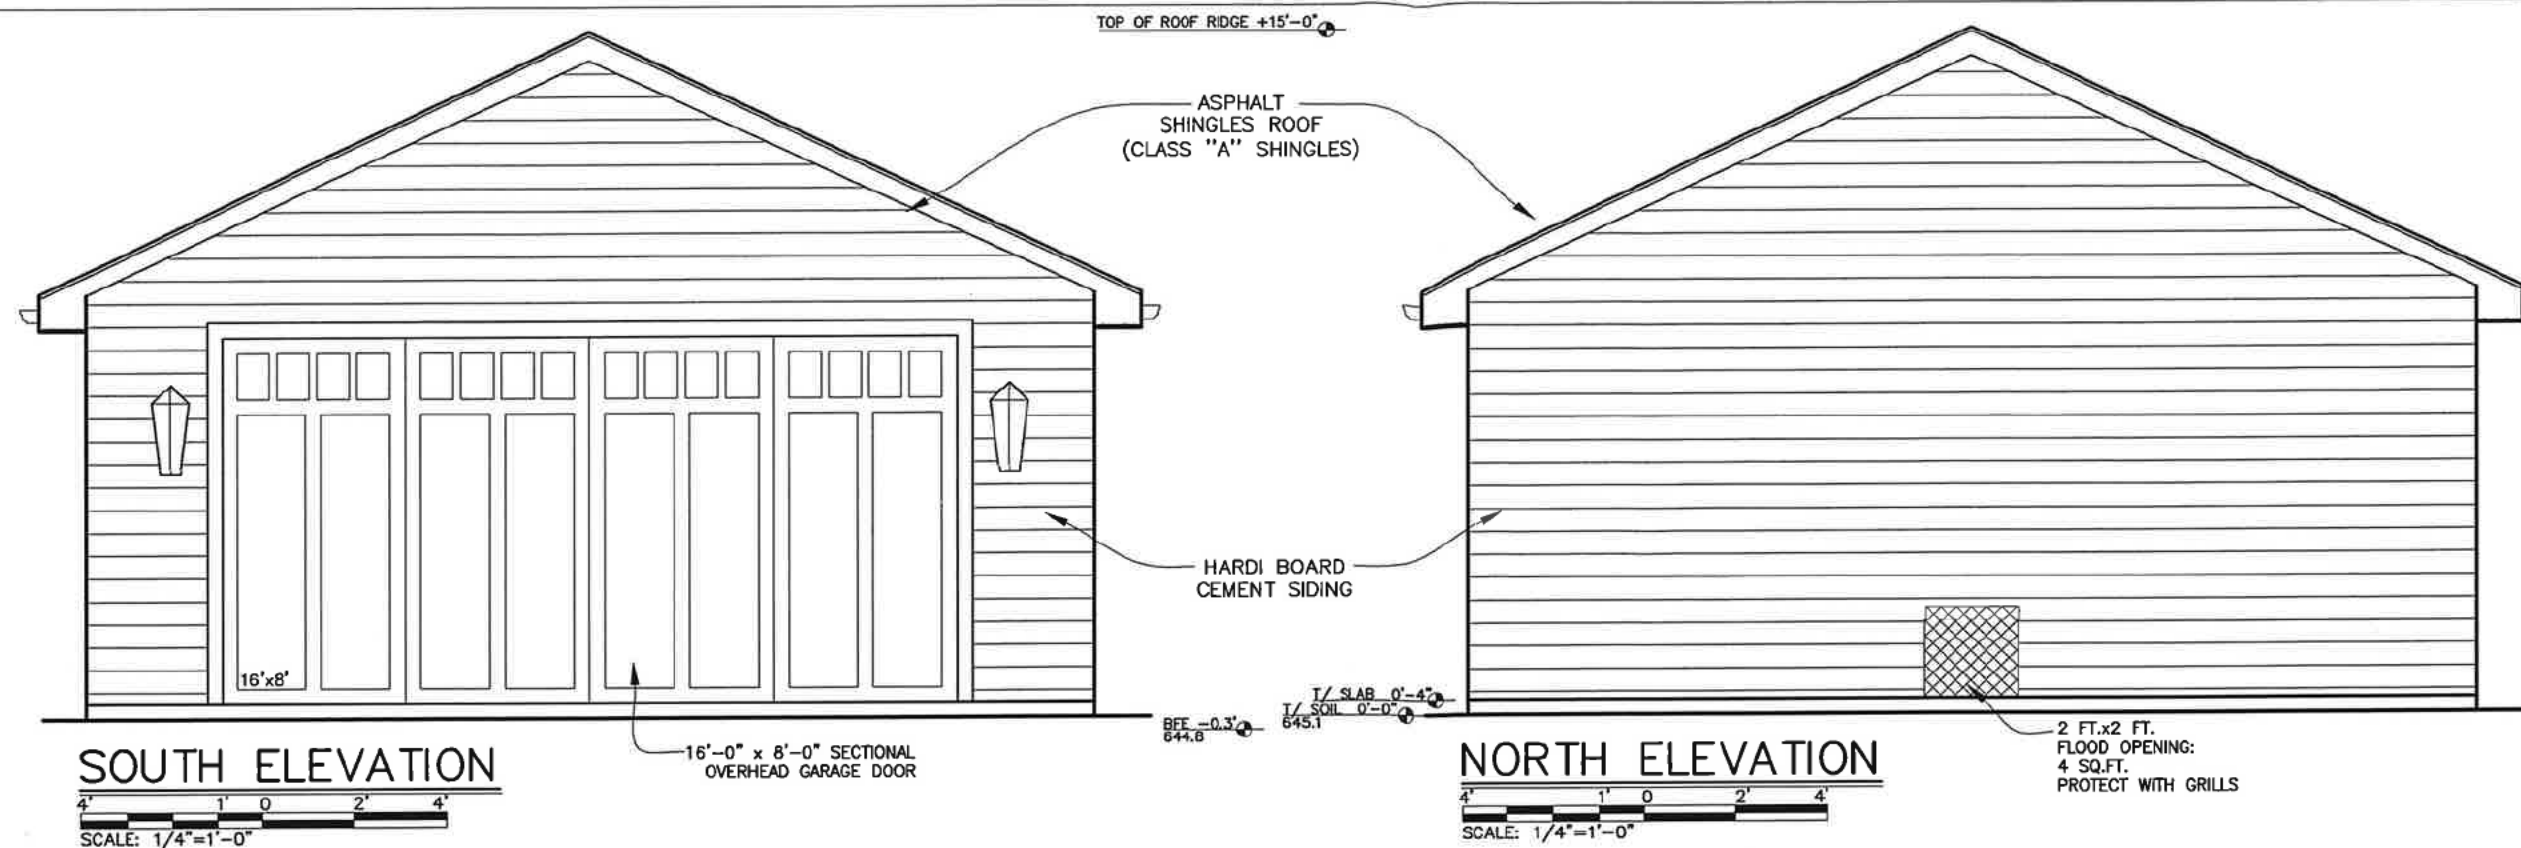 TOP OF ROOF RIDGE +15'-0"
ASPHALT
SHINGLES ROOF
(CLASS "A" SHINGLES)
HARDI BOARD
CEMENT SIDING
16'x8'
16'-0" x 8'-0" SECTIONAL
OVERHEAD GARAGE DOOR
T/ SLAB 0'-4"
T/ SOIL 0'-0"
645.1
BFE -0.3'
644.8
2 FT.x2 FT.
FLOOD OPENING:
4 SQ.FT.
PROTECT WITH GRILLS
SOUTH ELEVATION
4' 1' 0 2' 4'
SCALE: 1/4"=1'-0"
NORTH ELEVATION
4' 1' 0 2' 4'
SCALE: 1/4"=1'-0"